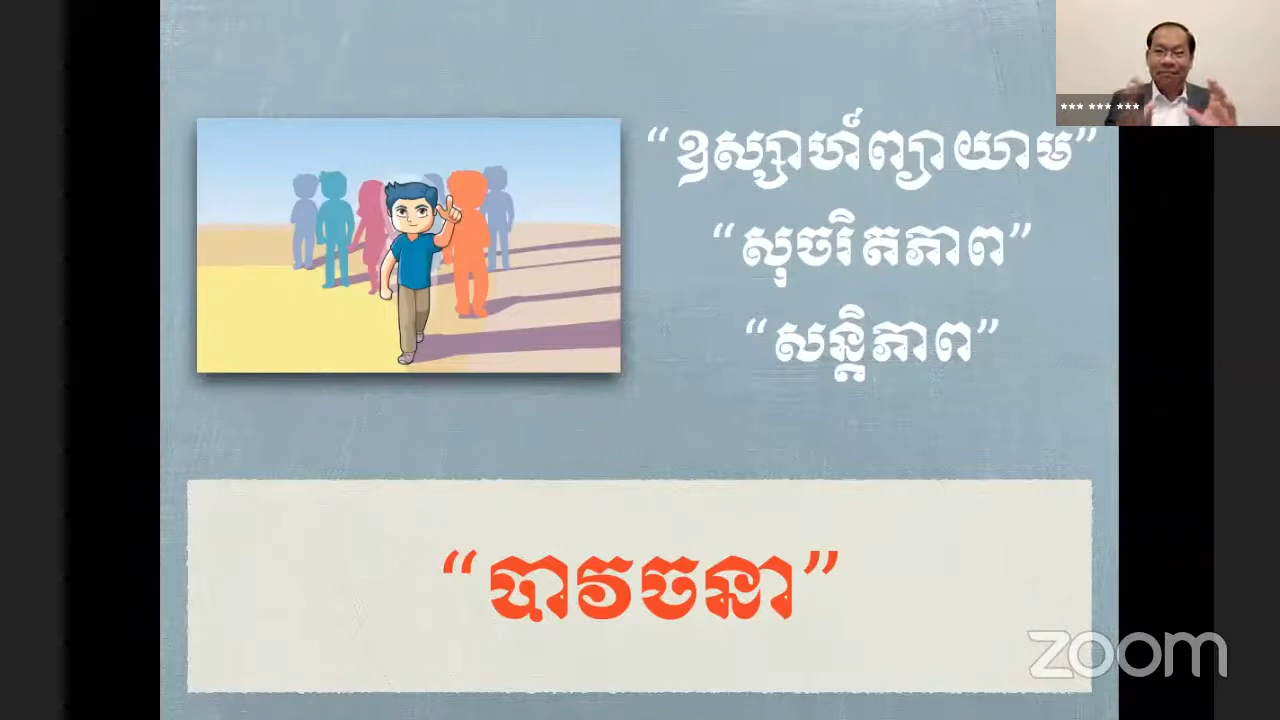 “ឧស្សាហ៍ព្យាយាម”
“សុចរិតភាព”
“សន្តិភាព”
“បាវចនា”
*** *** ***
zoom